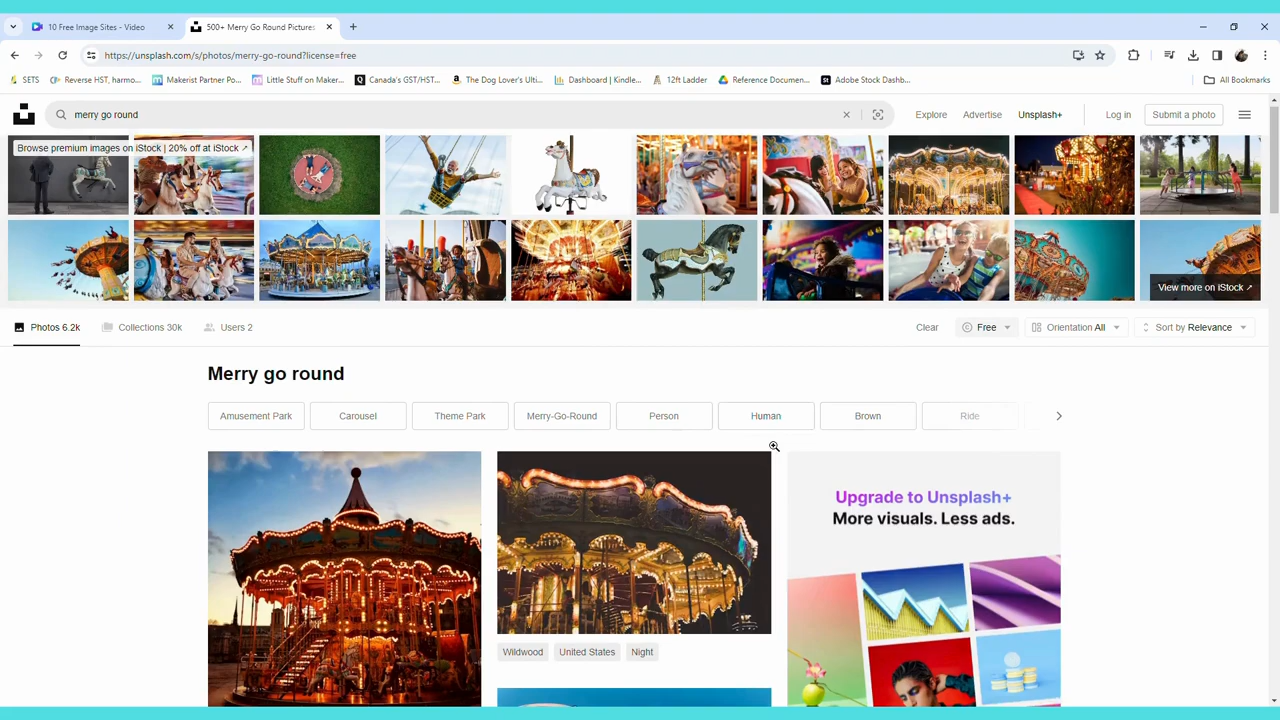 10 Free Image Sites - Video
500+ Merry Go Round Pictures
https://unsplash.com/s/photos/merry-go-round?license=free
SETS
Reverse HST, harmo...
Makerist Partner Po...
Little Stuff on Maker...
Canada's GST/HST...
The Dog Lover's Ulti...
Dashboard | Kindle...
12ft Ladder
Reference Documen...
Adobe Stock Dashb...
All Bookmarks
merry go round
Explore
Advertise
Unsplash+
Log in
Submit a photo
Browse premium images on iStock | 20% off at iStock ↗
View more on iStock ↗
Photos 6.2k
Collections 30k
Users 2
Clear
Free
Orientation All
Sort by Relevance
Merry go round
Amusement Park
Carousel
Theme Park
Merry-Go-Round
Person
Human
Brown
Ride
Upgrade to Unsplash+
More visuals. Less ads.
Wildwood
United States
Night